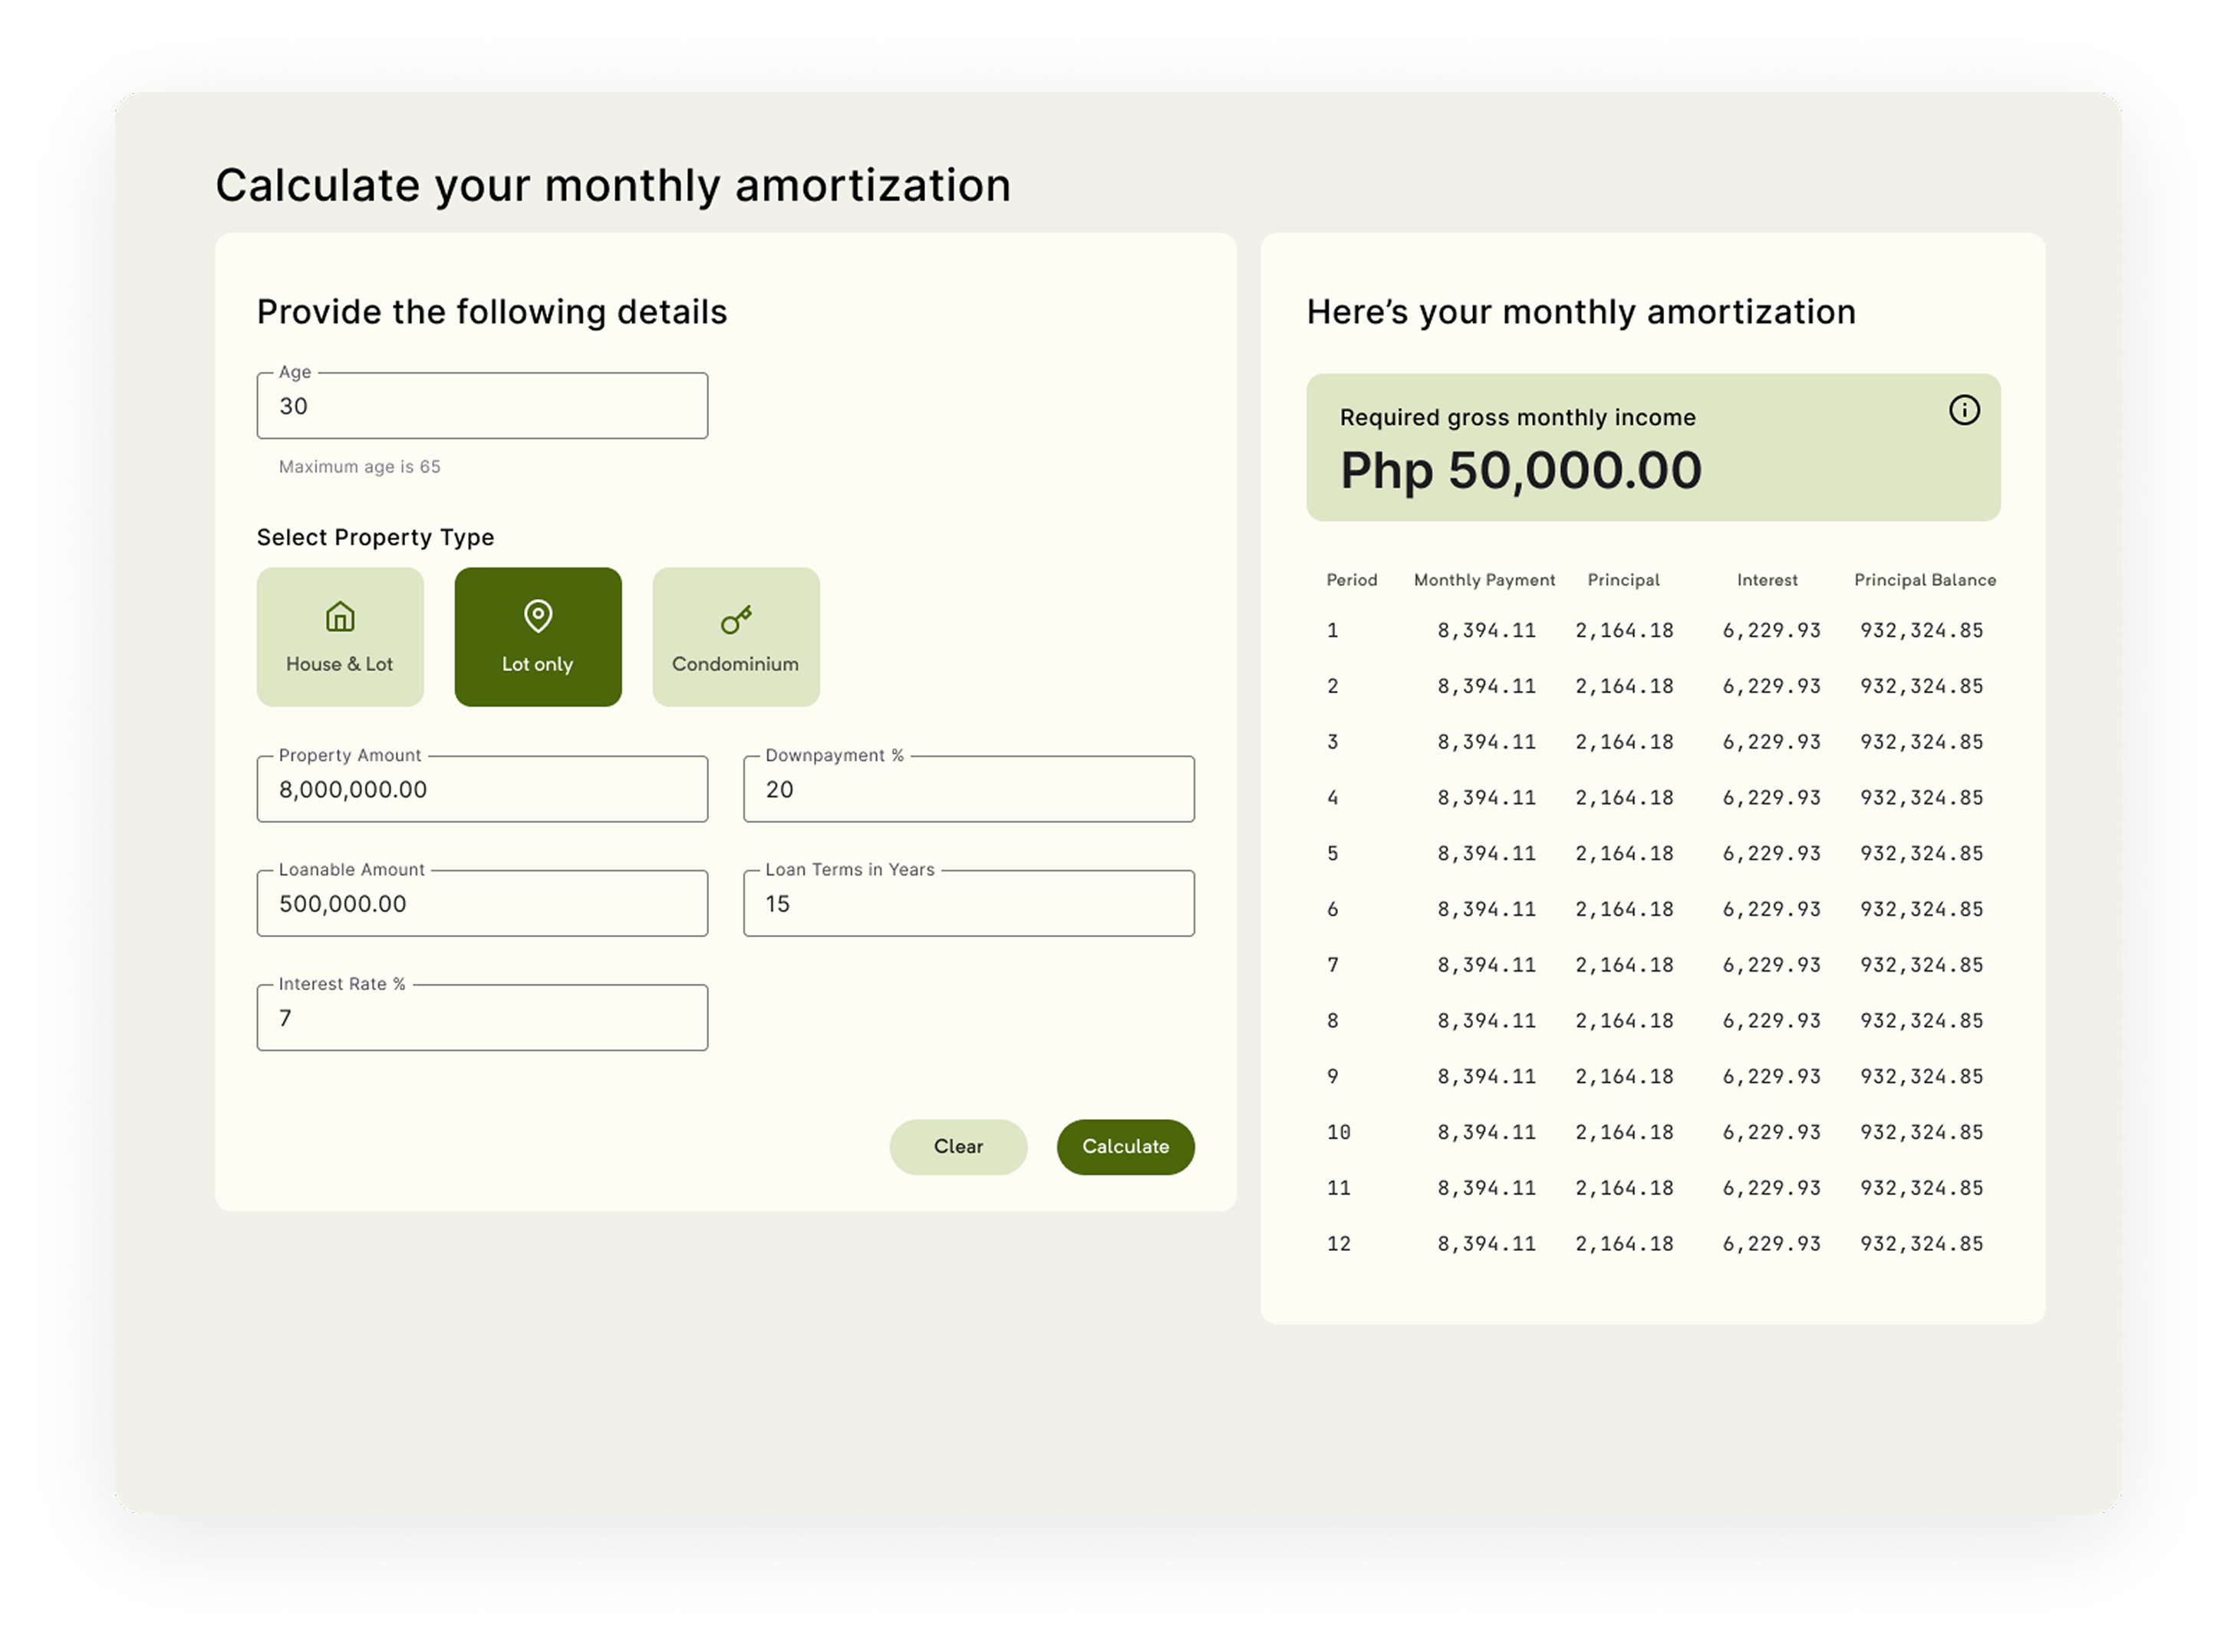 Calculate your monthly amortization
Provide the following details
Age
30
Maximum age is 65
Select Property Type
House & Lot
Lot only
Condominium
Property Amount
8,000,000.00
Downpayment %
20
Loanable Amount
500,000.00
Loan Terms in Years
15
Interest Rate %
7
Clear
Calculate
Here’s your monthly amortization
Required gross monthly income
Php 50,000.00
Period Monthly Payment Principal Interest Principal Balance
1 8,394.11 2,164.18 6,229.93 932,324.85
2 8,394.11 2,164.18 6,229.93 932,324.85
3 8,394.11 2,164.18 6,229.93 932,324.85
4 8,394.11 2,164.18 6,229.93 932,324.85
5 8,394.11 2,164.18 6,229.93 932,324.85
6 8,394.11 2,164.18 6,229.93 932,324.85
7 8,394.11 2,164.18 6,229.93 932,324.85
8 8,394.11 2,164.18 6,229.93 932,324.85
9 8,394.11 2,164.18 6,229.93 932,324.85
10 8,394.11 2,164.18 6,229.93 932,324.85
11 8,394.11 2,164.18 6,229.93 932,324.85
12 8,394.11 2,164.18 6,229.93 932,324.85